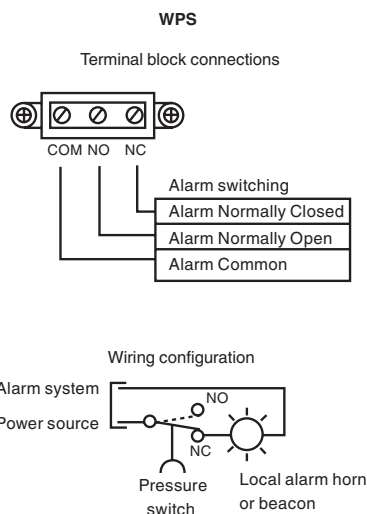 WPS
Terminal block connections
COM NO NC
Alarm switching
Alarm Normally Closed
Alarm Normally Open
Alarm Common
Wiring configuration
Alarm system
NO
Power source
NC
Pressure
switch
Local alarm horn
or beacon